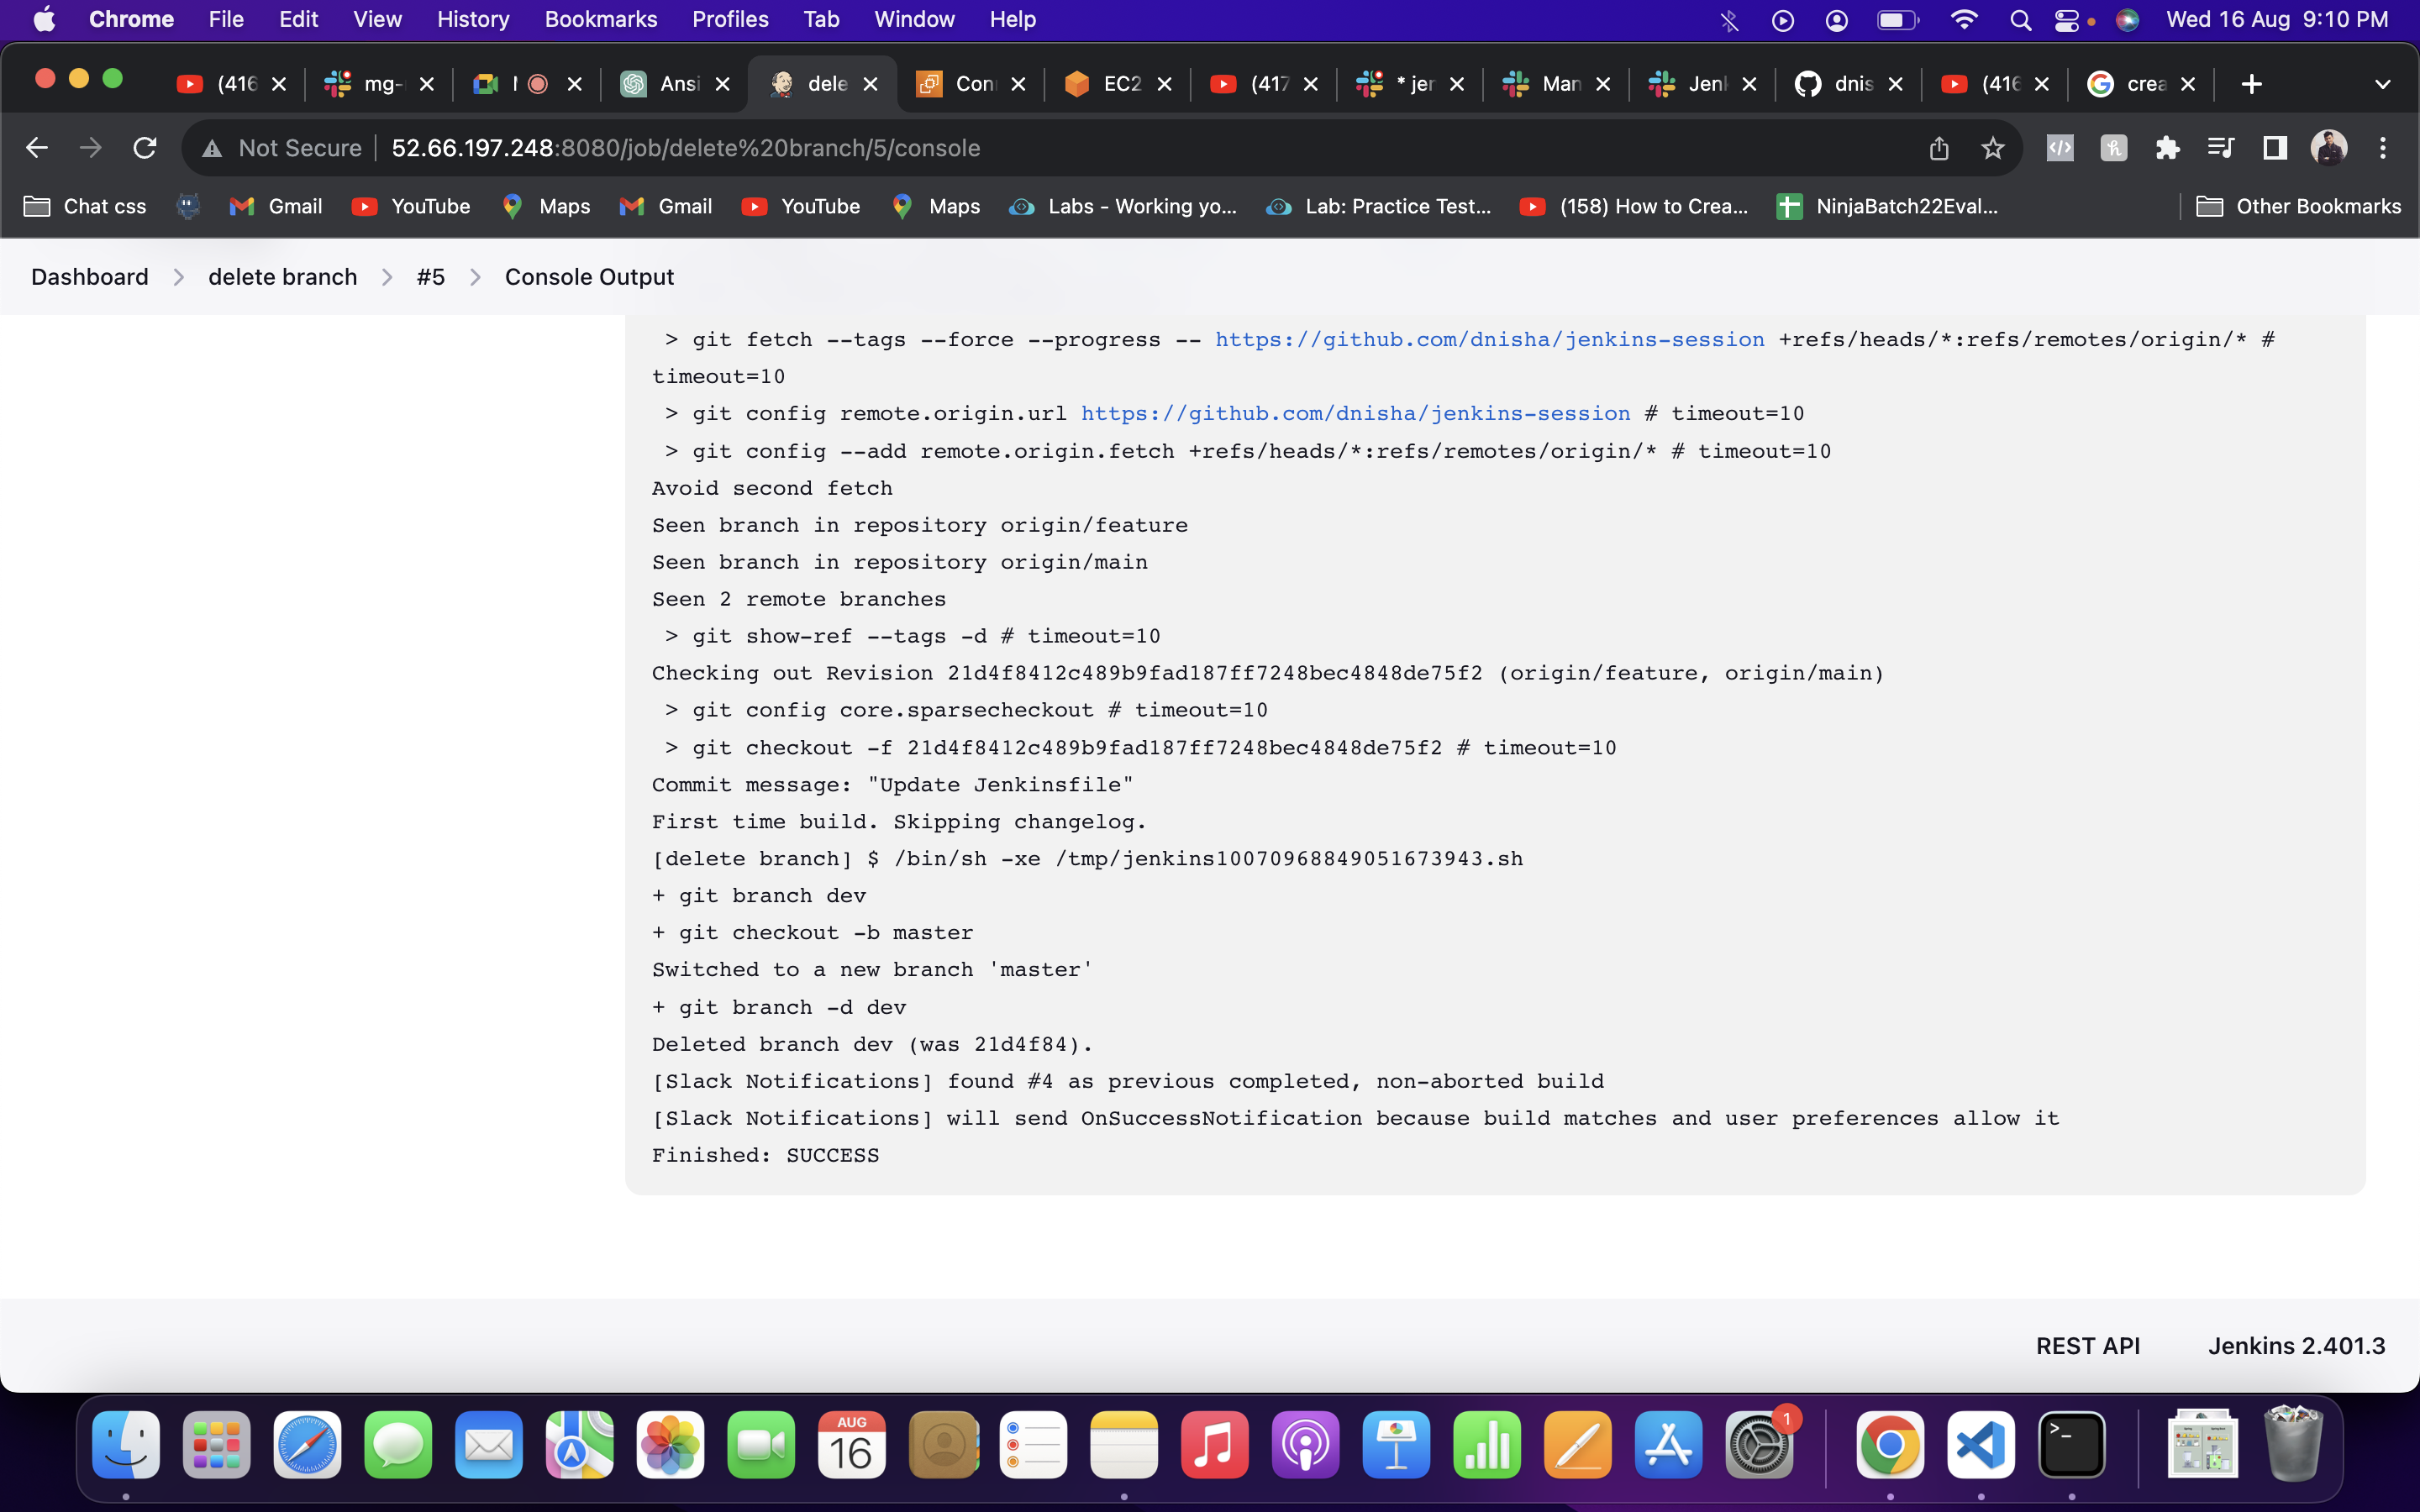 Chrome File Edit View History Bookmarks Profiles Tab Window Help Wed 16 Aug 9:10 PM
(416 mg- Ansi dele Con EC2 (417 * jer Man Jenk dnis (416 crea
Not Secure 52.66.197.248:8080/job/delete%20branch/5/console
Chat css Gmail YouTube Maps Gmail YouTube Maps Labs - Working yo... Lab: Practice Test... (158) How to Crea... NinjaBatch22Eval... Other Bookmarks
Dashboard > delete branch > #5 > Console Output
> git fetch --tags --force --progress -- https://github.com/dnisha/jenkins-session +refs/heads/*:refs/remotes/origin/* #
timeout=10
> git config remote.origin.url https://github.com/dnisha/jenkins-session # timeout=10
> git config --add remote.origin.fetch +refs/heads/*:refs/remotes/origin/* # timeout=10
Avoid second fetch
Seen branch in repository origin/feature
Seen branch in repository origin/main
Seen 2 remote branches
> git show-ref --tags -d # timeout=10
Checking out Revision 21d4f8412c489b9fad187ff7248bec4848de75f2 (origin/feature, origin/main)
> git config core.sparsecheckout # timeout=10
> git checkout -f 21d4f8412c489b9fad187ff7248bec4848de75f2 # timeout=10
Commit message: "Update Jenkinsfile"
First time build. Skipping changelog.
[delete branch] $ /bin/sh -xe /tmp/jenkins10070968849051673943.sh
+ git branch dev
+ git checkout -b master
Switched to a new branch 'master'
+ git branch -d dev
Deleted branch dev (was 21d4f84).
[Slack Notifications] found #4 as previous completed, non-aborted build
[Slack Notifications] will send OnSuccessNotification because build matches and user preferences allow it
Finished: SUCCESS
REST API Jenkins 2.401.3
AUG
16
1